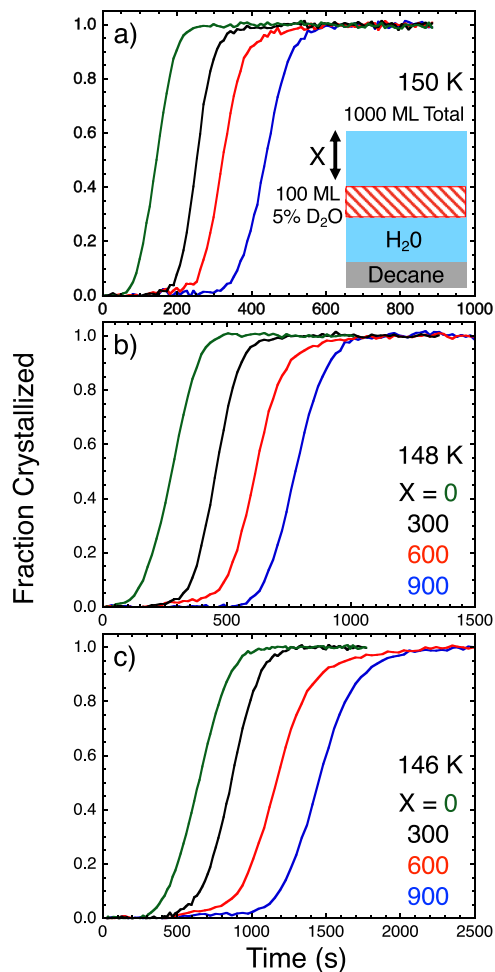 Fraction Crystallized
1.0
0.8
0.6
0.4
0.2
0.0
a)
150 K
1000 ML Total
X
100 ML
5% D₂O
H₂0
Decane
0 200 400 600 800 1000
1.0
0.8
0.6
0.4
0.2
0.0
b)
148 K
X = 0
300
600
900
0 500 1000 1500
1.0
0.8
0.6
0.4
0.2
0.0
c)
146 K
X = 0
300
600
900
0 500 1000 1500 2000 2500
Time (s)